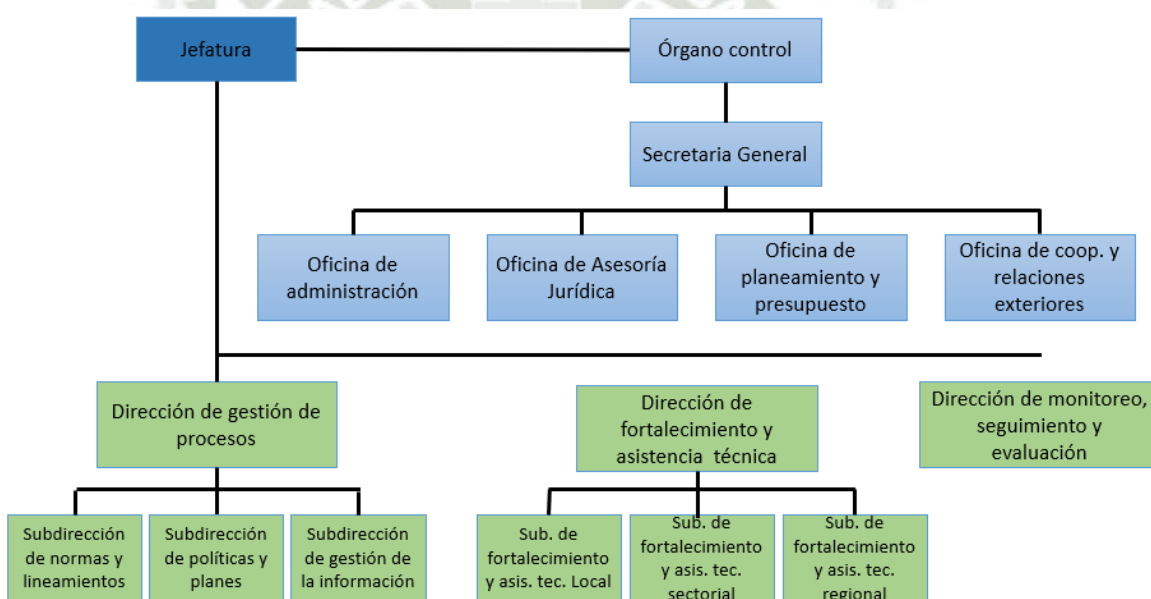 Jefatura
Órgano control
Secretaria General
Oficina de
administración
Oficina de Asesoría
Jurídica
Oficina de
planeamiento y
presupuesto
Oficina de coop. y
relaciones
exteriores
Dirección de gestión de
procesos
Dirección de
fortalecimiento y
asistencia técnica
Dirección de monitoreo,
seguimiento y
evaluación
Subdirección
de normas y
lineamientos
Subdirección
de políticas y
planes
Subdirección
de gestión de
la información
Sub. de
fortalecimiento
y asis. tec. Local
Sub. de
fortalecimiento
y asis. tec.
sectorial
Sub. de
fortalecimiento
y asis. tec.
regional